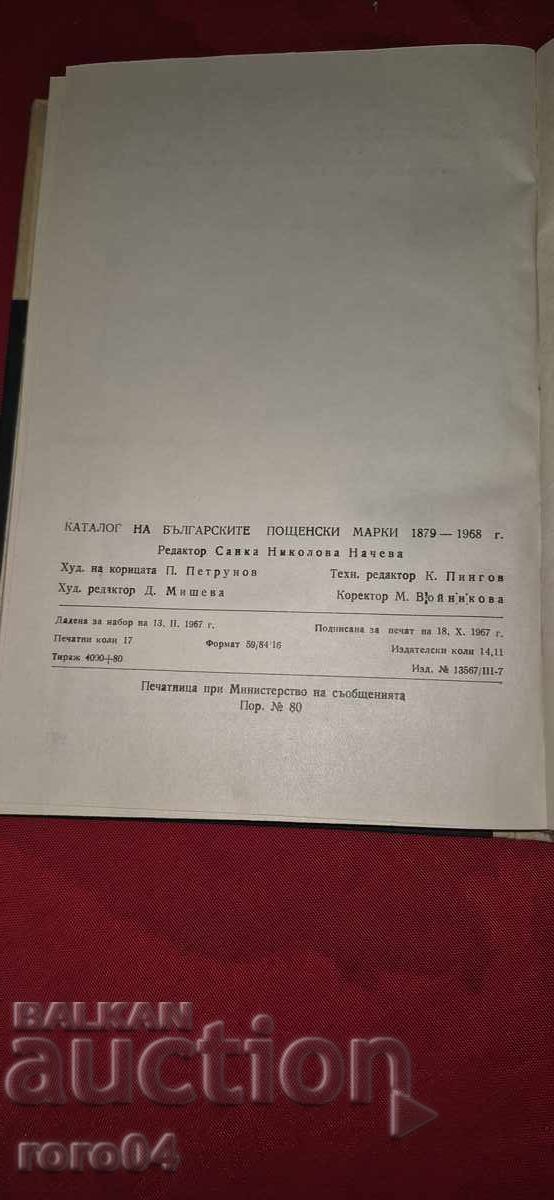 КАТАЛОГ НА БЪЛГАРСКИТЕ ПОЩЕНСКИ МАРКИ 1879 — 1968 г.
Редактор Савка Николова Начева
Худ. на корицата П. Петрунов Техн. редактор К. Пингов
Худ. редактор Д. Мишева Коректор М. Войникова
Дадена за набор на 13. II. 1967 г. Подписана за печат на 18. X. 1967 г.
Печатни коли 17 Формат 59/84/16 Издателски коли 14,11
Тираж 4000+80 Изд. № 13567/III-7
Печатница при Министерство на съобщенията
Пор. № 80
BALKAN
auction
roro04